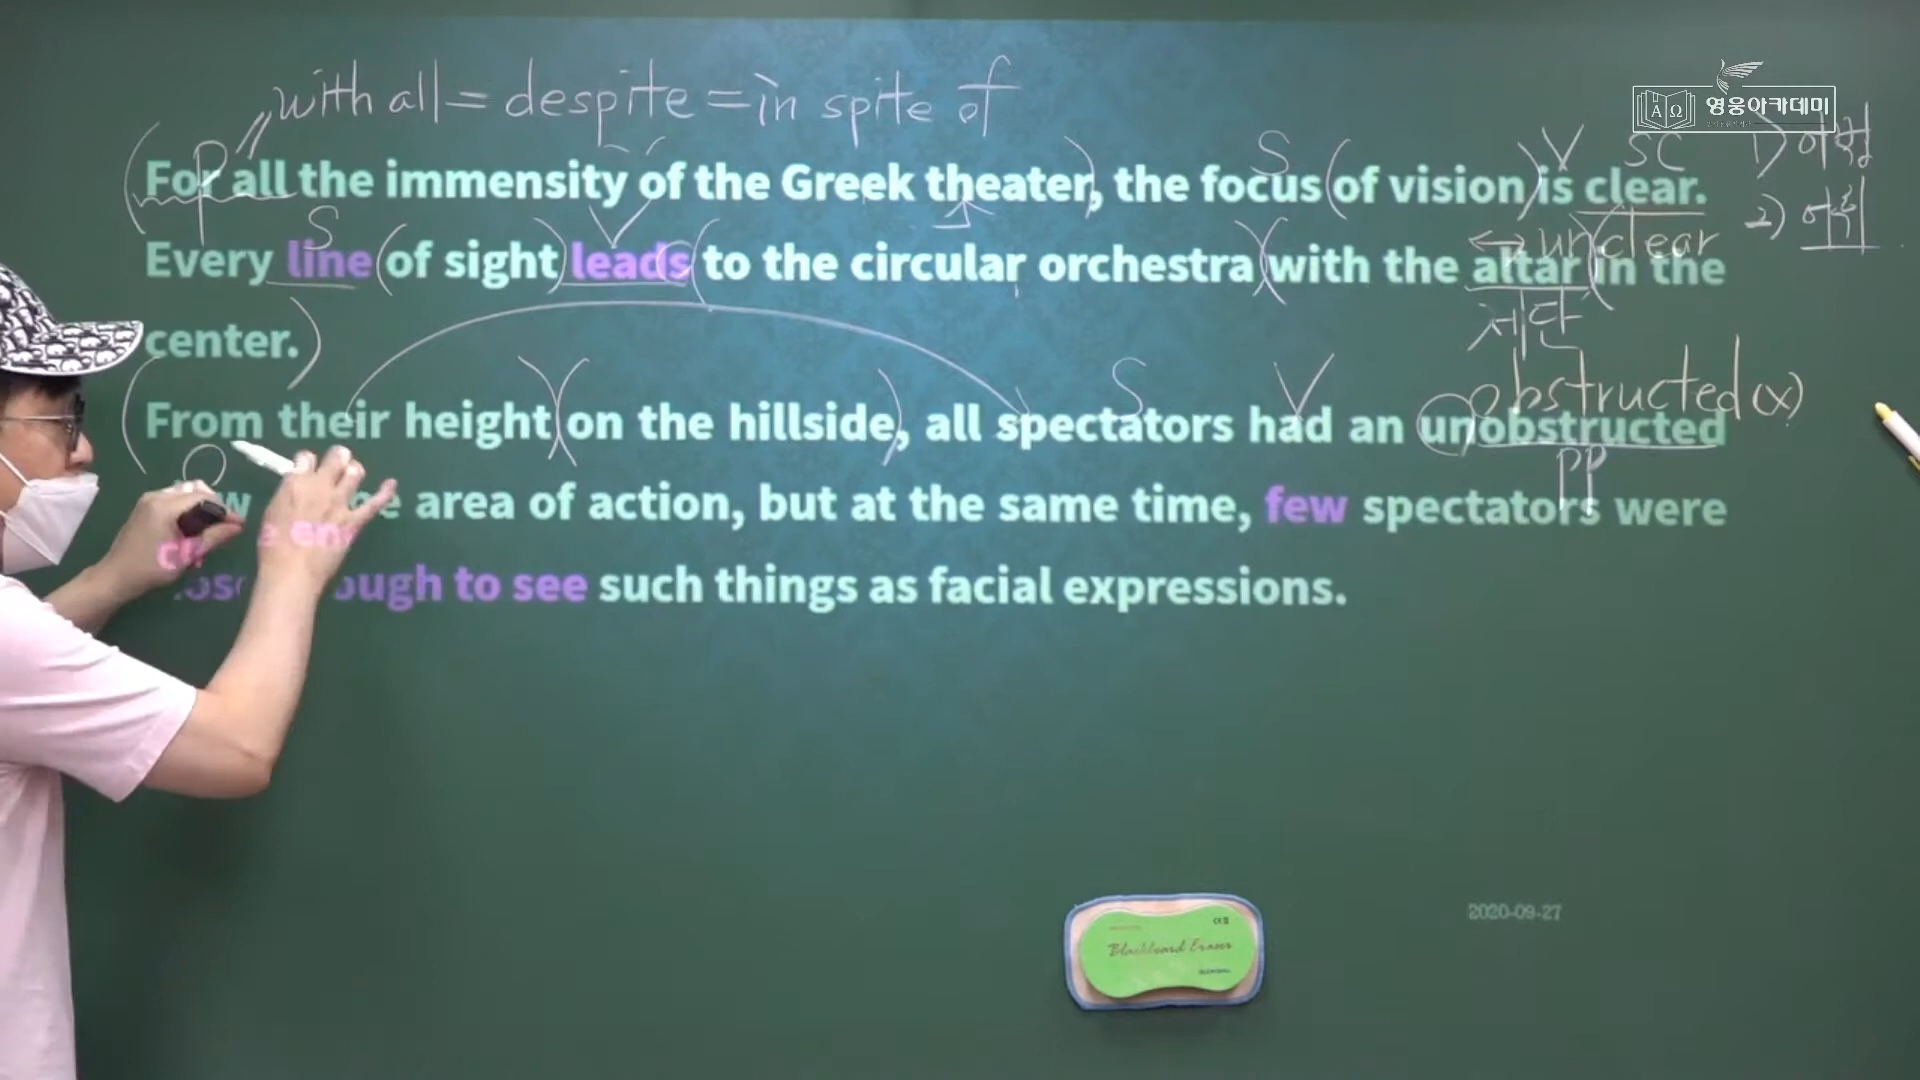 with all = despite = in spite of
영웅아카데미
P S V SC 1) 어법
For all the immensity of the Greek theater, the focus of vision is clear.
S V ↔ unclear 2) 어휘
Every line of sight leads to the circular orchestra with the altar in the
제단
center.
S V obstructed (x)
From their height on the hillside, all spectators had an unobstructed
O PP
area of action, but at the same time, few spectators were
ough to see such things as facial expressions.
Blackboard Eraser
2020-09-27